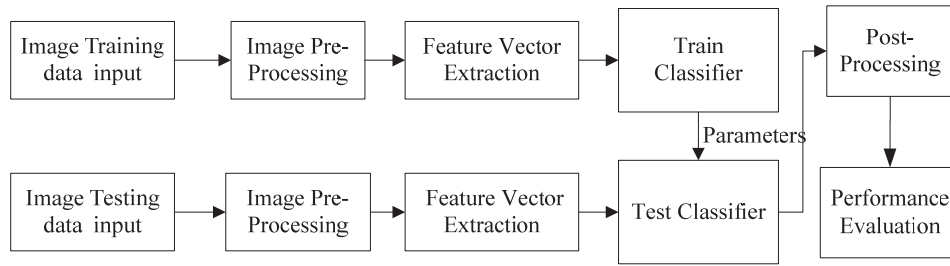 Image Training
data input
Image Pre-
Processing
Feature Vector
Extraction
Train
Classifier
Post-
Processing
Parameters
Image Testing
data input
Image Pre-
Processing
Feature Vector
Extraction
Test Classifier
Performance
Evaluation